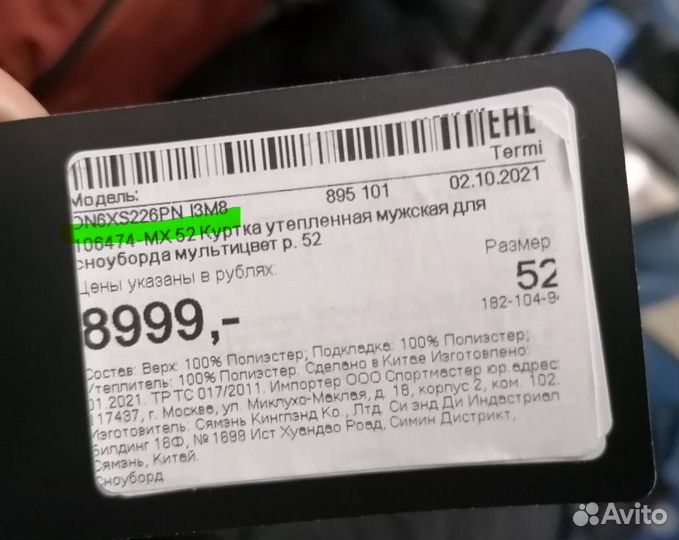 EAC
Termi
Модель:
ON6XS226PN I3M8 895 101 02.10.2021
106474-MX 52 Куртка утепленная мужская для
сноуборда мультицвет р. 52
Цены указаны в рублях: Размер
8999,- 52
182-104-9
Состав: Верх: 100% Полиэстер; Подкладка: 100% Полиэстер;
Утеплитель: 100% Полиэстер. Сделано в Китае Изготовлено:
01.2021. ТР ТС 017/2011. Импортер ООО Спортмастер юр.адрес:
117437, г. Москва, ул. Миклухо-Маклая, д. 18, корпус 2, ком. 102.
Изготовитель: Сямэнь Кинглэнд Ко., Лтд. Си энд Ди Индастриал
Билдинг 16Ф, № 1699 Ист Хуандао Роад, Симин Дистрикт,
Сямэнь, Китай.
Сноуборд
Avito